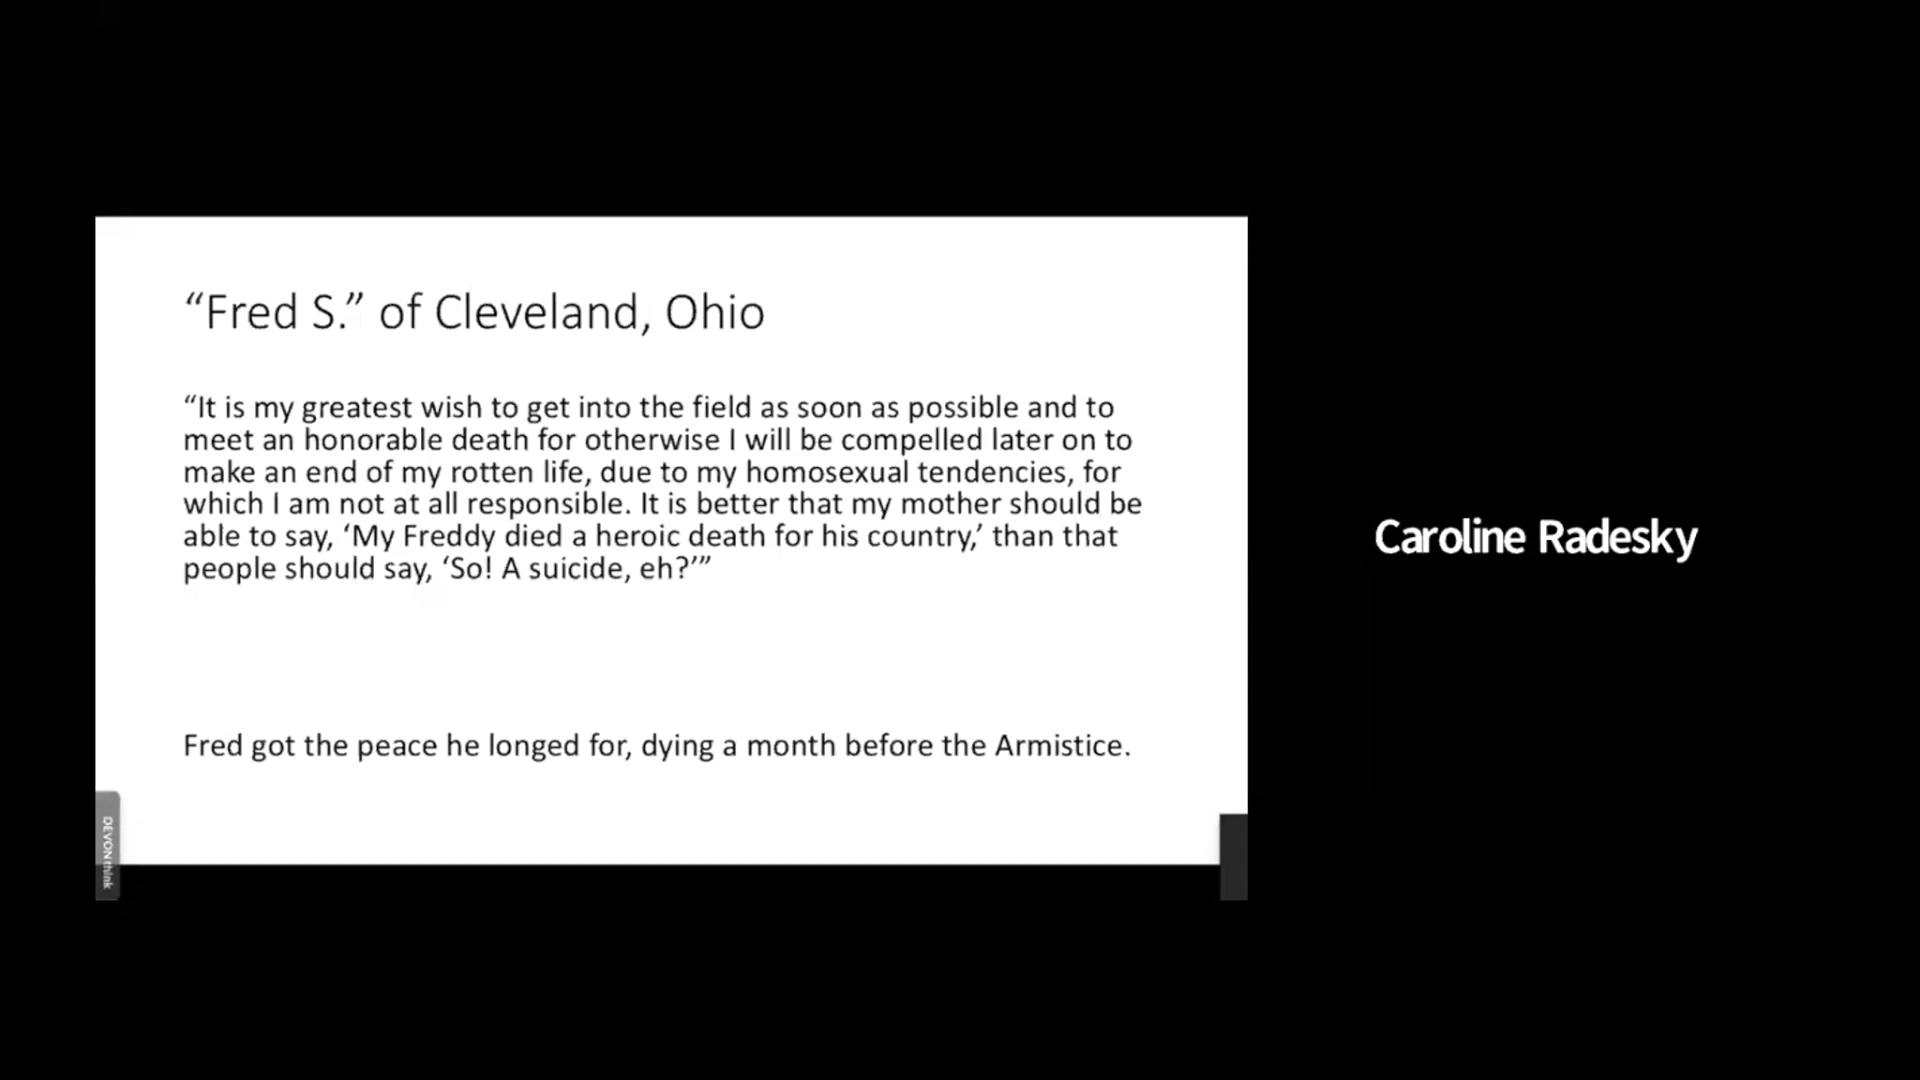 “Fred S.” of Cleveland, Ohio
“It is my greatest wish to get into the field as soon as possible and to
meet an honorable death for otherwise I will be compelled later on to
make an end of my rotten life, due to my homosexual tendencies, for
which I am not at all responsible. It is better that my mother should be
able to say, ‘My Freddy died a heroic death for his country,’ than that
people should say, ‘So! A suicide, eh?’”
Fred got the peace he longed for, dying a month before the Armistice.
DEVONthink
Caroline Radesky